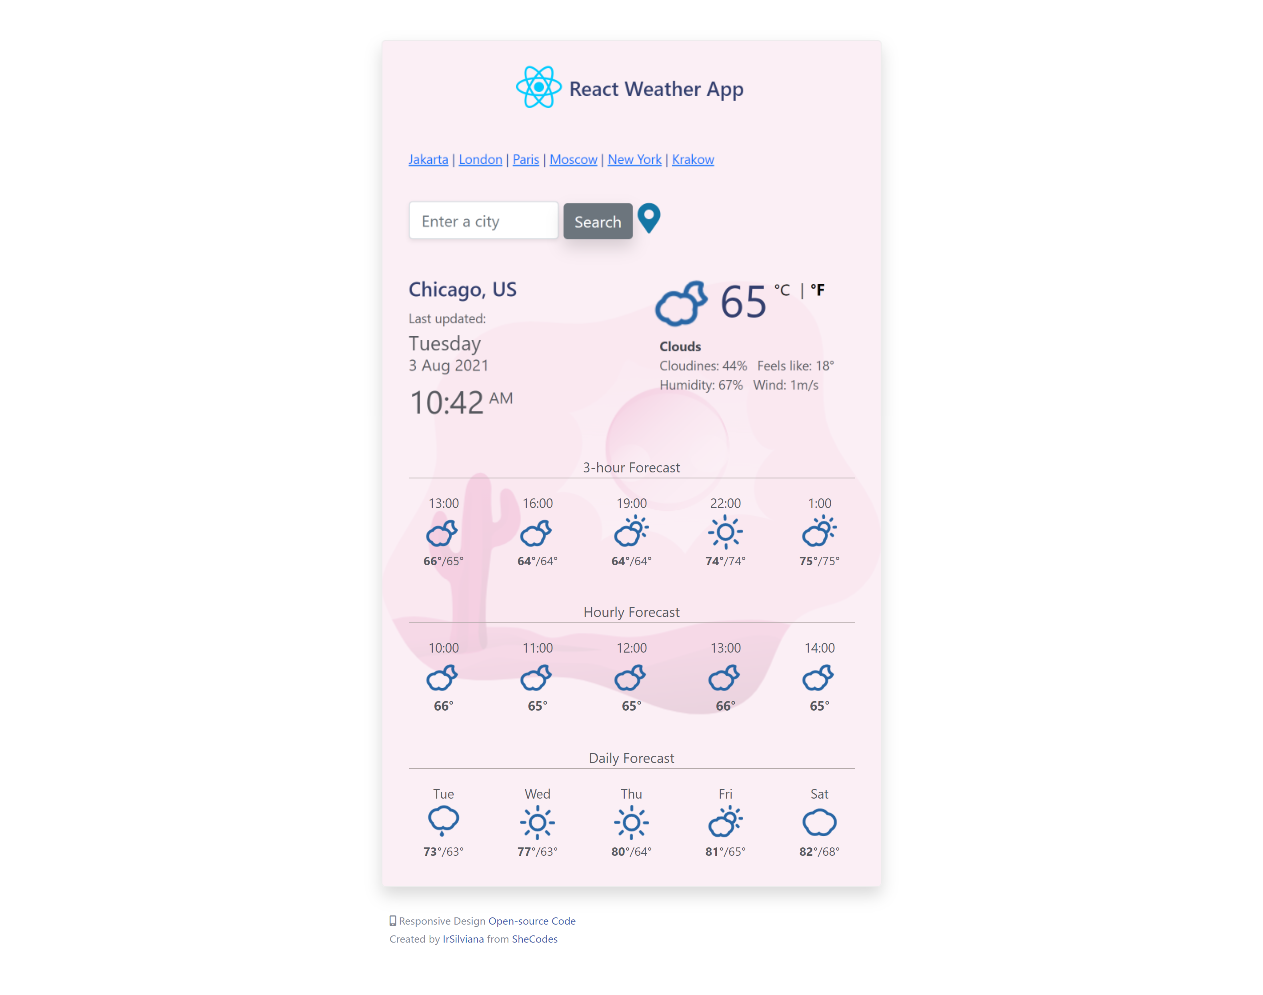 React Weather App
Jakarta | London | Paris | Moscow | New York | Krakow
Enter a city Search
Chicago, US
Last updated:
Tuesday
3 Aug 2021
10:42 AM
65 °C | °F
Clouds
Cloudines: 44% Feels like: 18°
Humidity: 67% Wind: 1m/s
3-hour Forecast
13:00 16:00 19:00 22:00 1:00
66°/65° 64°/64° 64°/64° 74°/74° 75°/75°
Hourly Forecast
10:00 11:00 12:00 13:00 14:00
66° 65° 65° 66° 65°
Daily Forecast
Tue Wed Thu Fri Sat
73°/63° 77°/63° 80°/64° 81°/65° 82°/68°
Responsive Design Open-source Code
Created by IrSilviana from SheCodes